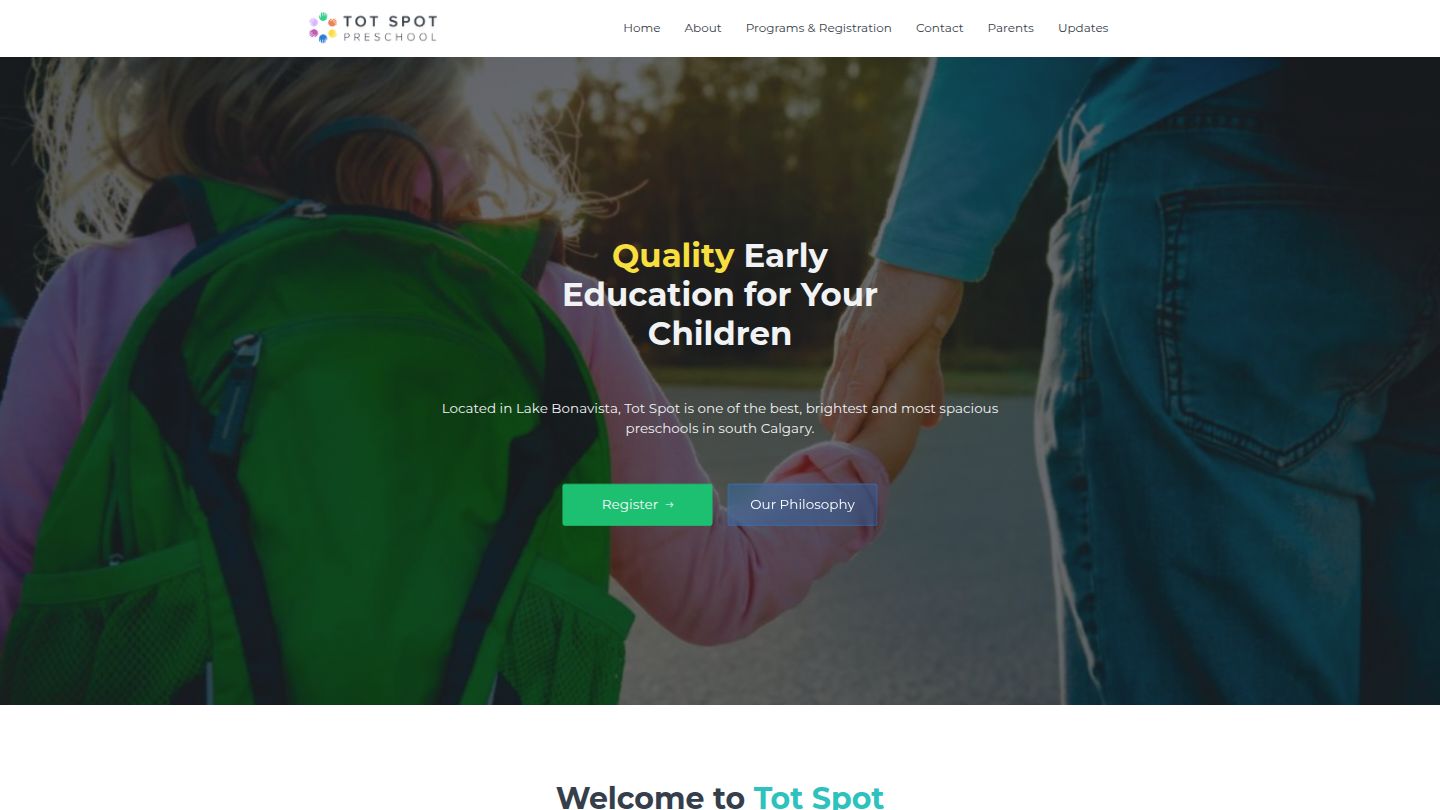 TOT SPOT
PRESCHOOL
Home
About
Programs & Registration
Contact
Parents
Updates
Quality Early
Education for Your
Children
Located in Lake Bonavista, Tot Spot is one of the best, brightest and most spacious
preschools in south Calgary.
Register →
Our Philosophy
Welcome to Tot Spot